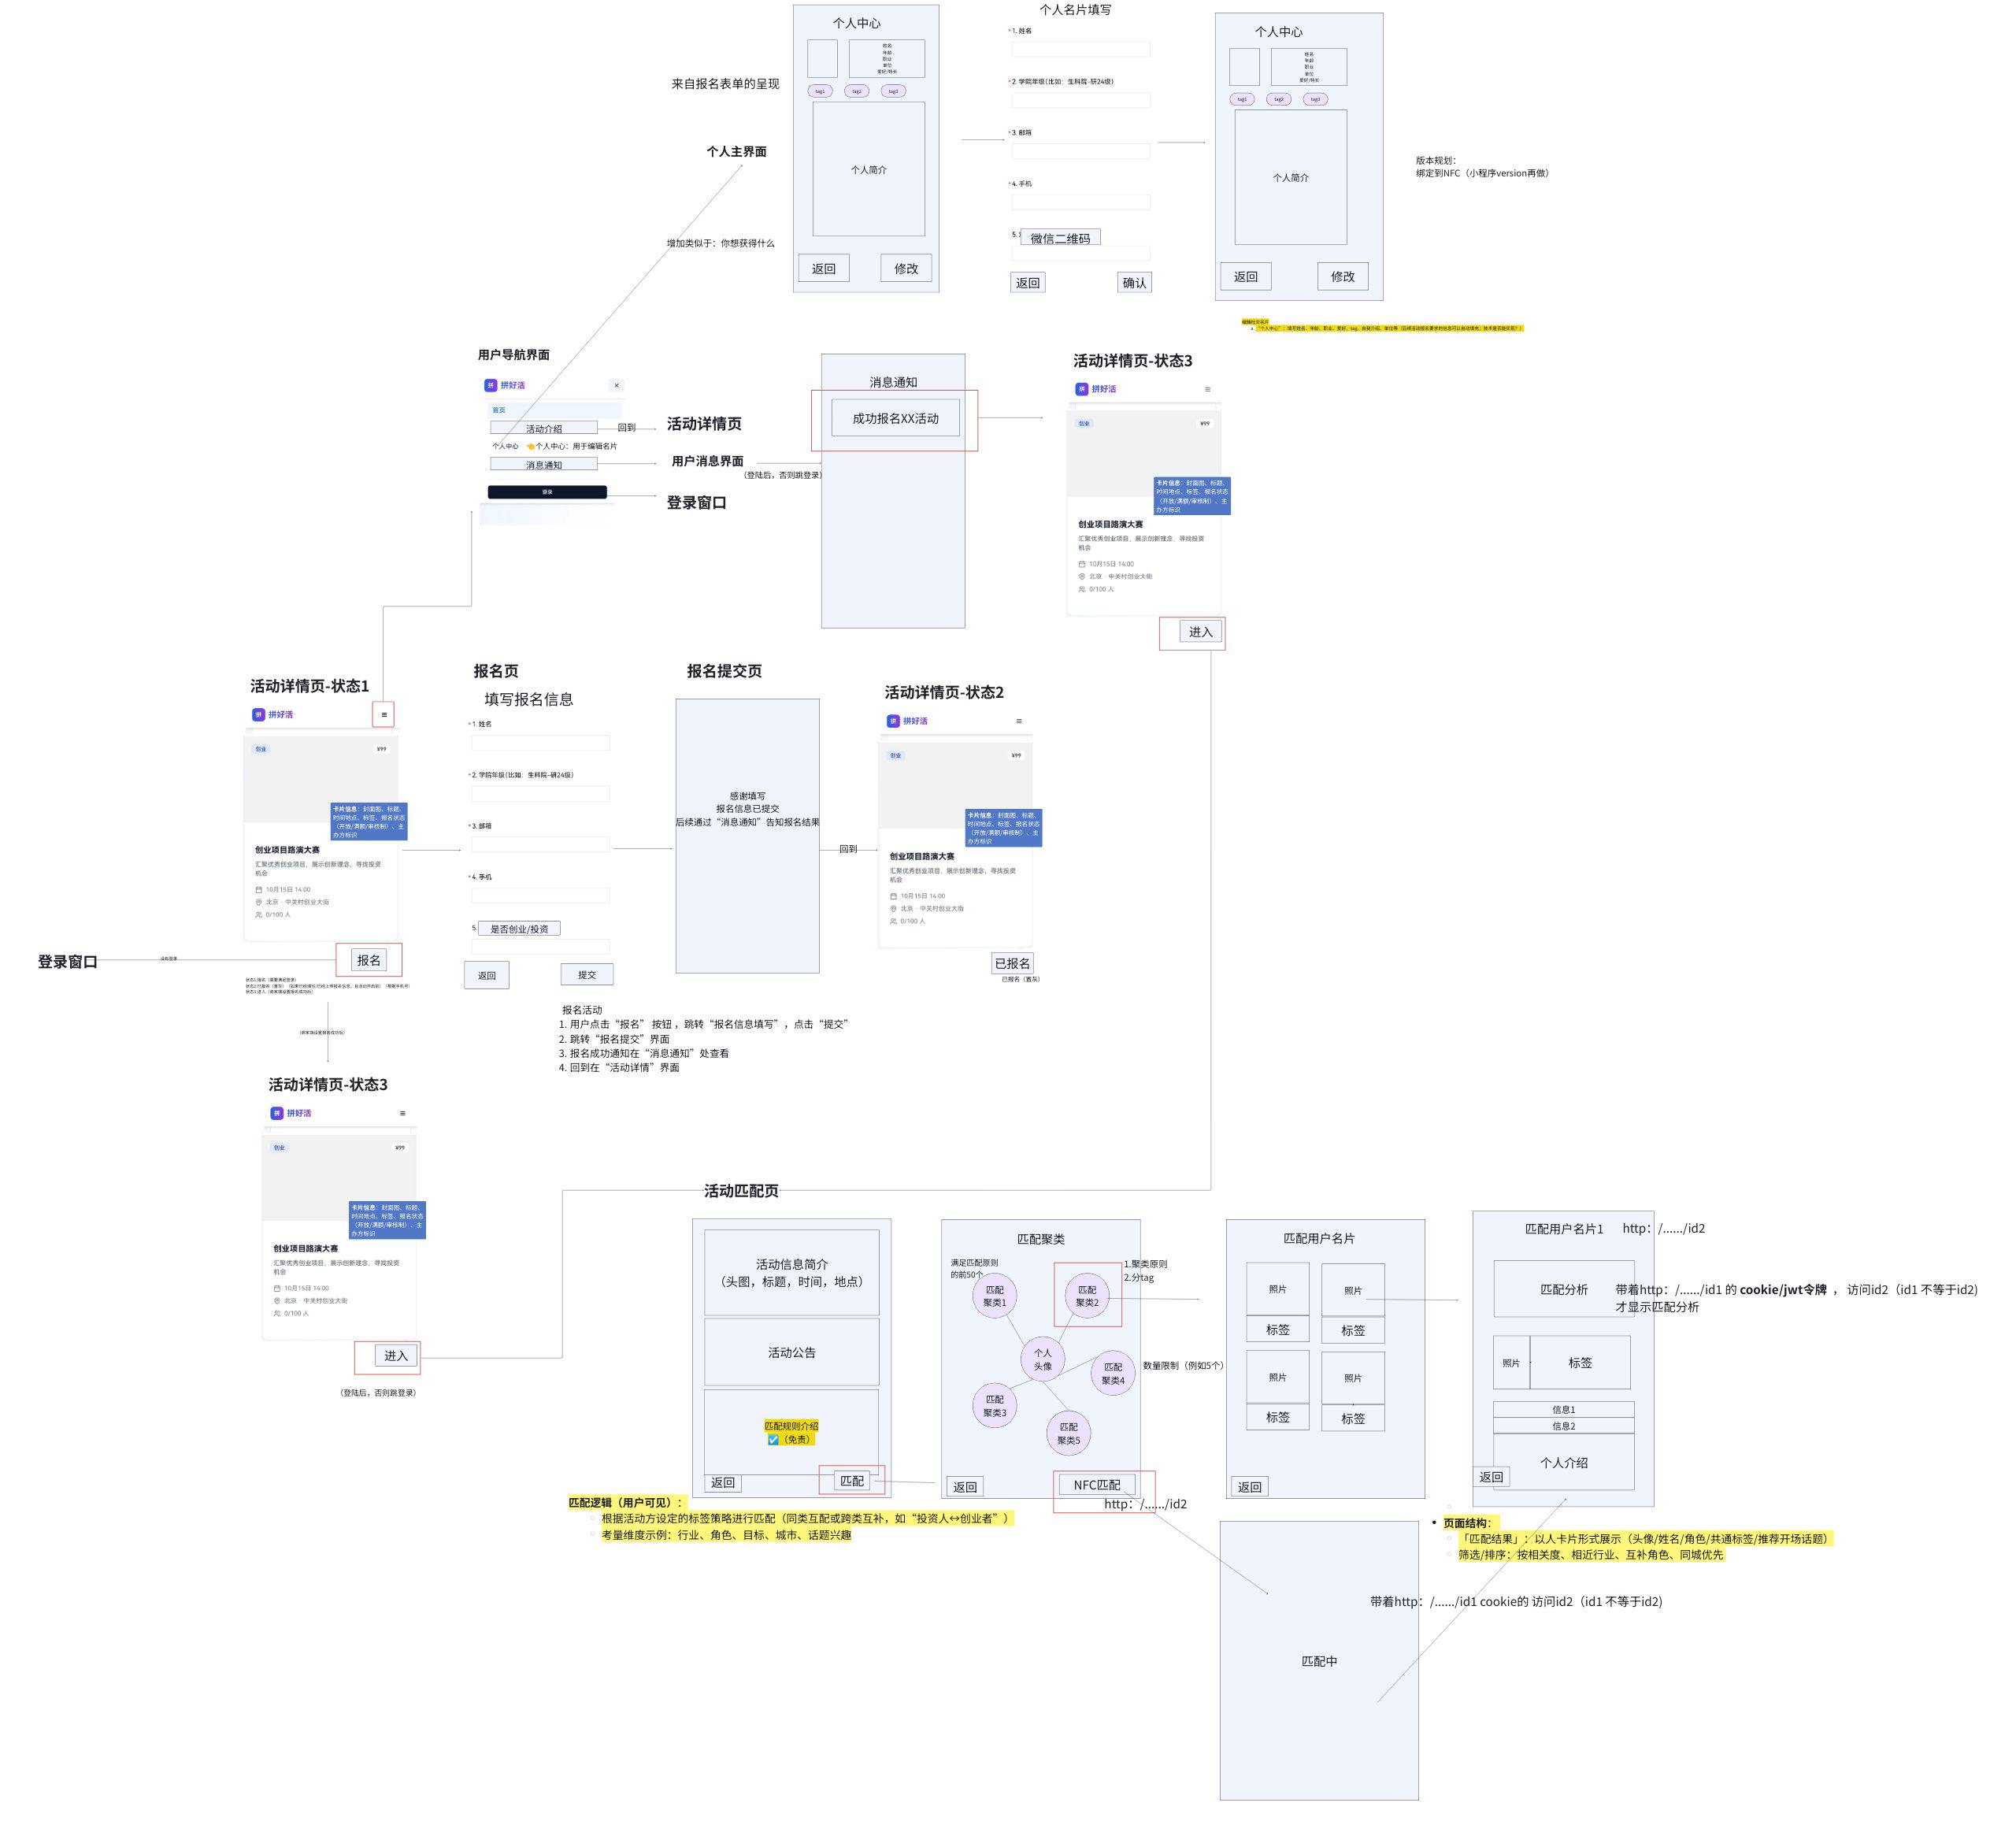 个人中心
姓名
年龄
职业
单位
爱好/特长
tag1
tag2
tag3
个人简介
返回
修改
个人名片填写
*1. 姓名
*2. 学院年级(比如: 生科院-研24级)
*3. 邮箱
*4. 手机
5.
微信二维码
返回
确认
个人中心
姓名
年龄
职业
单位
爱好/特长
tag1
tag2
tag3
个人简介
返回
修改
来自报名表单的呈现
个人主界面
增加类似于：你想获得什么
版本规划：
绑定到NFC（小程序version再做）
编辑社交名片
用户导航界面
拼 拼好活
×
首页
活动介绍
个人中心
👈个人中心：用于编辑名片
消息通知
登录
回到
活动详情页
用户消息界面
（登陆后，否则跳登录）
登录窗口
消息通知
成功报名XX活动
活动详情页-状态3
拼 拼好活
≡
创业
¥99
卡片信息：封面图、标题、
时间地点、标签、报名状态
（开放/满额/审核制）、主
办方标识
创业项目路演大赛
汇聚优秀创业项目，展示创新理念，寻找投资
机会
10月15日 14:00
北京 · 中关村创业大街
0/100 人
进入
活动详情页-状态1
拼 拼好活
≡
创业
¥99
卡片信息：封面图、标题、
时间地点、标签、报名状态
（开放/满额/审核制）、主
办方标识
创业项目路演大赛
汇聚优秀创业项目，展示创新理念，寻找投资
机会
10月15日 14:00
北京 · 中关村创业大街
0/100 人
登录窗口
没有登录
报名
状态1:报名（需要满足登录）
状态3:进入（商家端设置报名成功后）
（商家端设置报名成功后）
报名页
填写报名信息
*1. 姓名
*2. 学院年级(比如: 生科院-研24级)
*3. 邮箱
*4. 手机
5.
是否创业/投资
返回
提交
报名提交页
感谢填写
报名信息已提交
后续通过“消息通知”告知报名结果
回到
活动详情页-状态2
拼 拼好活
≡
创业
¥99
卡片信息：封面图、标题、
时间地点、标签、报名状态
（开放/满额/审核制）、主
办方标识
创业项目路演大赛
汇聚优秀创业项目，展示创新理念，寻找投资
机会
10月15日 14:00
北京 · 中关村创业大街
0/100 人
已报名
已报名（置灰）
报名活动
1. 用户点击“报名” 按钮 ，跳转“报名信息填写” ，点击“提交”
2. 跳转“报名提交”界面
3. 报名成功通知在“消息通知”处查看
4. 回到在“活动详情”界面
活动详情页-状态3
拼 拼好活
≡
创业
¥99
卡片信息：封面图、标题、
时间地点、标签、报名状态
（开放/满额/审核制）、主
办方标识
创业项目路演大赛
汇聚优秀创业项目，展示创新理念，寻找投资
机会
10月15日 14:00
北京 · 中关村创业大街
0/100 人
进入
（登陆后，否则跳登录）
活动匹配页
活动信息简介
（头图，标题，时间，地点）
活动公告
匹配规则介绍
☑️（免责）
返回
匹配
匹配聚类
满足匹配原则
的前50个
匹配
聚类1
匹配
聚类2
个人
头像
匹配
聚类4
匹配
聚类3
匹配
聚类5
返回
NFC匹配
http：/……/id2
1.聚类原则
2.分tag
数量限制（例如5个）
匹配用户名片
照片
标签
照片
标签
照片
标签
照片
标签
返回
匹配用户名片1
http：/……/id2
匹配分析
带着http：/……/id1 的 cookie/jwt令牌 ， 访问id2（id1 不等于id2)
才显示匹配分析
照片
标签
信息1
信息2
个人介绍
返回
匹配逻辑（用户可见）：
根据活动方设定的标签策略进行匹配（同类互配或跨类互补，如“投资人↔创业者”）
考量维度示例：行业、角色、目标、城市、话题兴趣
页面结构：
「匹配结果」：以人卡片形式展示（头像/姓名/角色/共通标签/推荐开场话题）
筛选/排序：按相关度、相近行业、互补角色、同城优先
带着http：/……/id1 cookie的 访问id2（id1 不等于id2)
匹配中